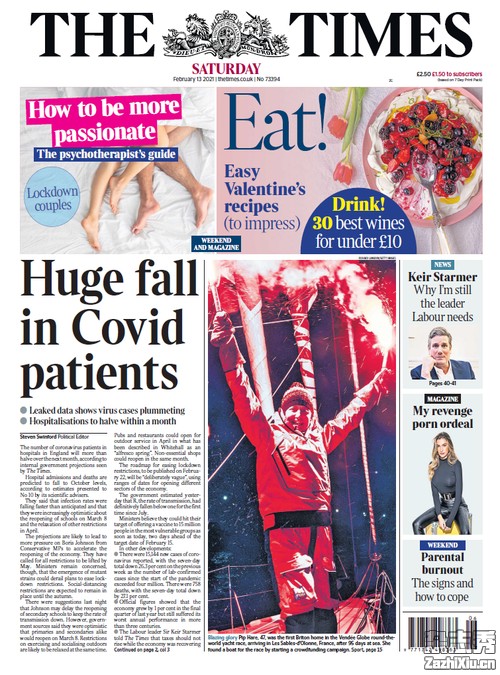 THE TIMES
SATURDAY
February 13 2021 | thetimes.co.uk | No 73394
£2.50 £1.50 to subscribers
(based on 7 Day Print Pack)
How to be more
passionate
The psychotherapist's guide
Lockdown
couples
Eat!
Easy
Valentine's
recipes
(to impress)
Drink!
30 best wines
for under £10
WEEKEND
AND MAGAZINE
Huge fall
in Covid
patients
Leaked data shows virus cases plummeting
Hospitalisations to halve within a month
Steven Swinford Political Editor
The number of coronavirus patients in
hospitals in England will more than
halve over the next month, according to
internal government projections seen
by The Times.
Hospital admissions and deaths are
predicted to fall to October levels,
according to estimates presented to
No 10 by its scientific advisers.
They said that infection rates were
falling faster than anticipated and that
they were increasingly optimistic about
the reopening of schools on March 8
and the relaxation of other restrictions
in April.
The projections are likely to lead to
more pressure on Boris Johnson from
Conservative MPs to accelerate the
reopening of the economy. They have
called for all restrictions to be lifted by
May. Ministers remain concerned,
though, that the emergence of mutant
strains could derail plans to ease lock-
down restrictions. Social-distancing
restrictions are expected to remain in
place until the autumn.
There were suggestions last night
that Johnson may delay the reopening
of secondary schools to keep the rate of
transmission down. However, govern-
ment sources said they were optimistic
that primaries and secondaries alike
would reopen on March 8. Restrictions
on exercising and socialising outdoors
are likely to be relaxed at the same time.
Pubs and restaurants could open for
outdoor service in April in what has
been described in Whitehall as an
"alfresco spring". Non-essential shops
could reopen in the same month.
The roadmap for easing lockdown
restrictions, to be published on Februa-
ry 22, will be "deliberately vague", using
ranges of dates for opening different
sectors of the economy.
The government estimated yester-
day that R, the rate of transmission, had
definitely fallen below one for the first
time since July.
Ministers believe they could hit their
target of offering a vaccine to 15 million
people in the most vulnerable groups as
soon as today, two days ahead of the
target date of February 15.
In other developments:
There were 15,144 new cases of coro-
navirus reported, with the seven-day
total down 26.3 per cent on the previous
week as the number of lab-confirmed
cases since the start of the pandemic
exceeded four million. There were 758
deaths, with the seven-day total down
by 27.1 per cent.
Official figures showed that the
economy grew by 1 per cent in the final
quarter of last year but still suffered its
worst annual performance in more
than three centuries.
The Labour leader Sir Keir Starmer
told The Times that taxes should not
rise while the economy was recovering
Continued on page 2, col 3
Blazing glory Pip Hare, 47, was the first Briton home in the Vendée Globe round-the-
world yacht race, arriving in Les Sables-d'Olonne, France, after 95 days at sea. She
found a boat for the race by starting a crowdfunding campaign. Sport, pages 15
NEWS
Keir Starmer
Why I'm still
the leader
Labour needs
Pages 40-41
MAGAZINE
My revenge
porn ordeal
WEEKEND
Parental
burnout
The signs and
how to cope
ZaZhiXiu.cn